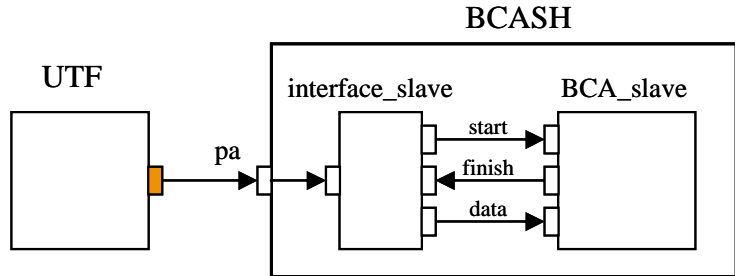 BCASH
UTF
interface_slave
BCA_slave
pa
start
finish
data